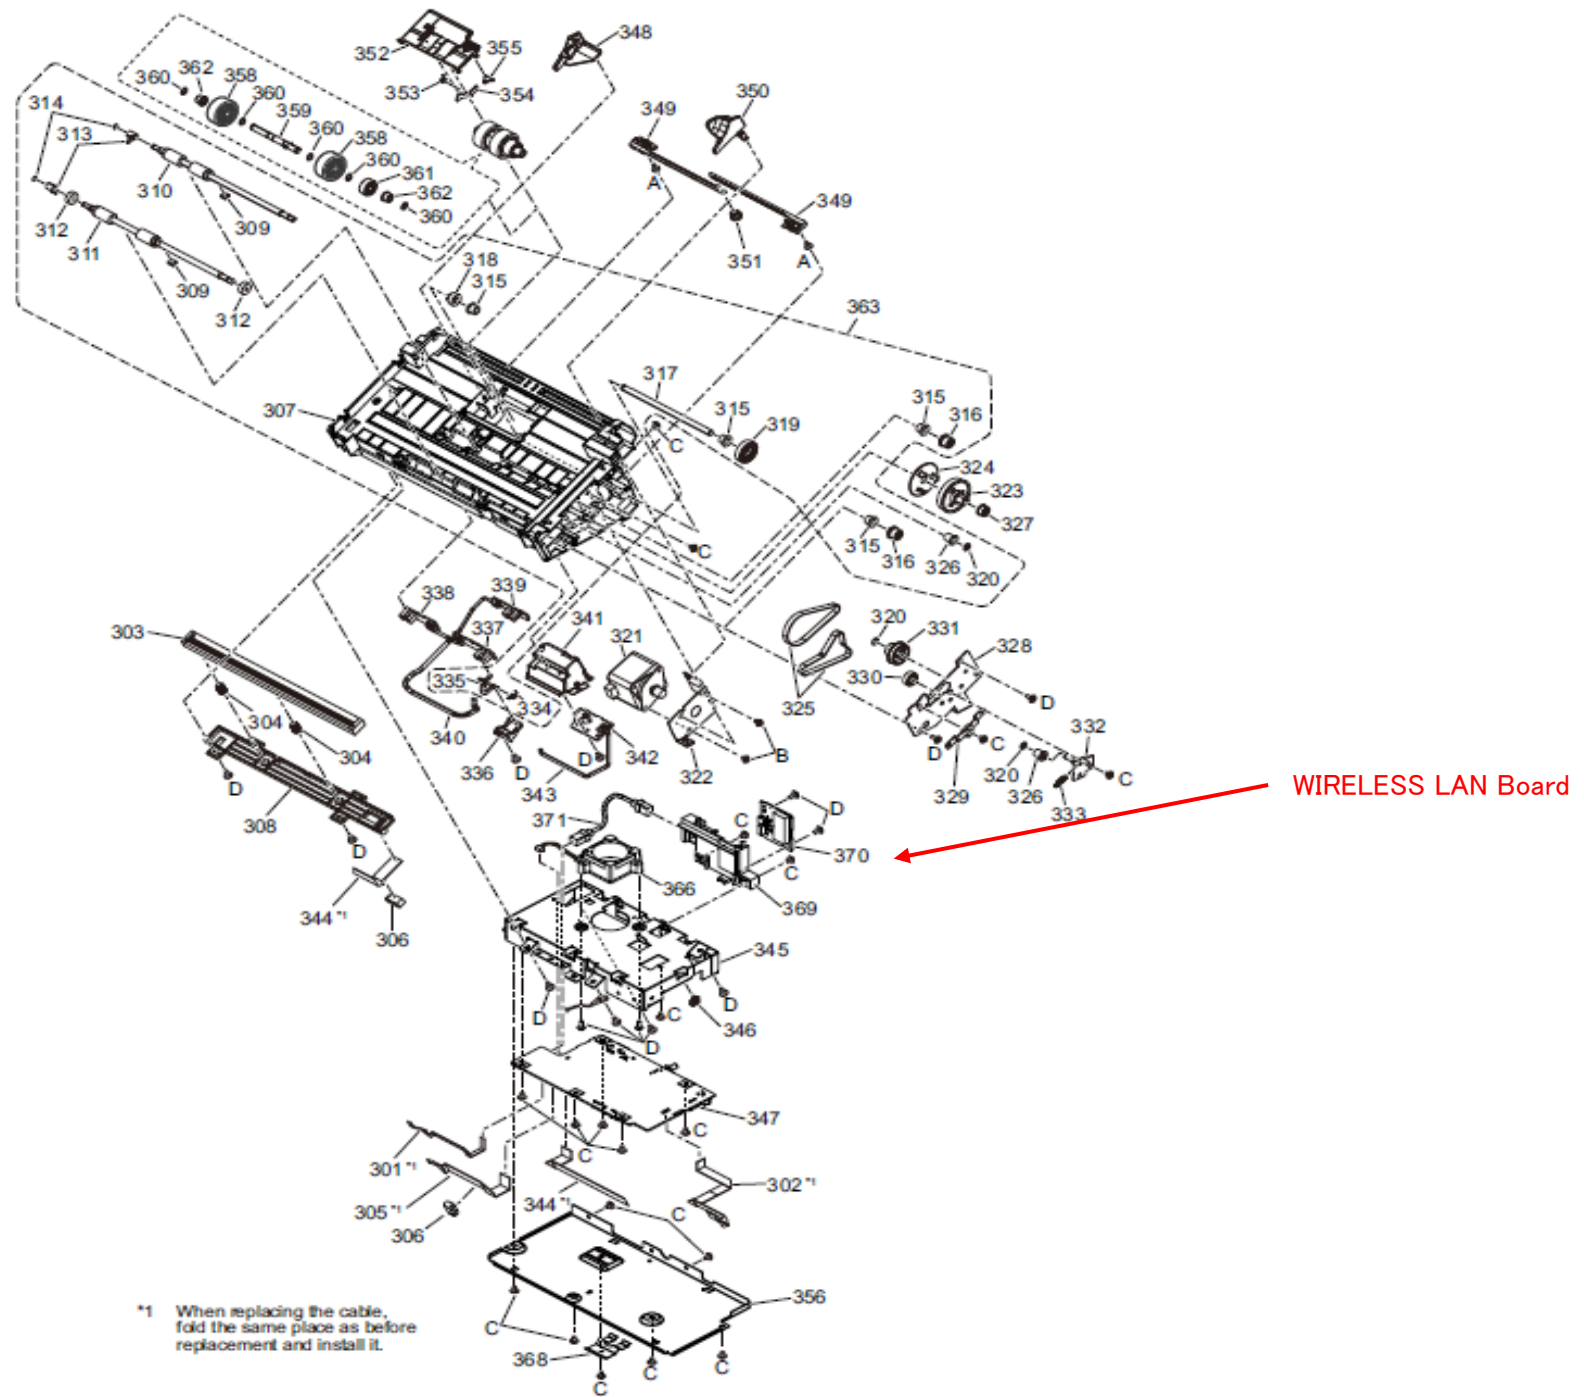 348
352
355
353
354
350
349
A
349
351
A
360
362
358
360
359
360
358
360
361
362
360
314
313
310
309
312
311
309
312
318
315
363
307
317
315
319
C
315
316
324
323
327
C
315
316
326
320
338
339
337
341
321
335
334
340
336
D
342
D
343
322
B
325
320
331
328
330
D
332
D
C
329
320
326
333
C
WIRELESS LAN Board
303
304
304
D
308
D
344 *1
306
371
366
C
D
370
C
369
345
D
D
C
346
D
347
C
C
301 *1
305 *1
306
344 *1
302 *1
C
356
C
368
C
C
C
*1 When replacing the cable,
fold the same place as before
replacement and install it.